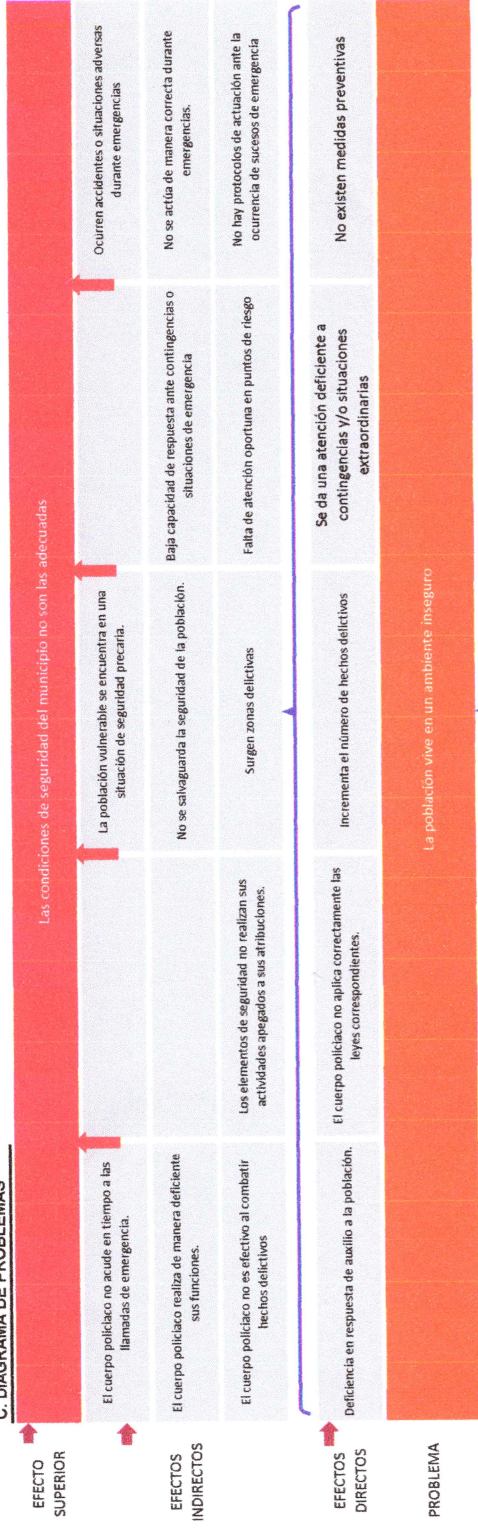 C. DIAGRAMA DE PROBLEMAS
EFECTO
SUPERIOR
Las condiciones de seguridad del municipio no son las adecuadas
El cuerpo policiaco no acude en tiempo a las
llamadas de emergencia.
La población vulnerable se encuentra en una
situación de seguridad precaria.
Ocurren accidentes o situaciones adversas
durante emergencias
EFECTOS
INDIRECTOS
El cuerpo policiaco realiza de manera deficiente
sus funciones.
No se salvaguarda la seguridad de la población.
Baja capacidad de respuesta ante contingencias o
situaciones de emergencia
No se actúa de manera correcta durante
emergencias.
El cuerpo policiaco no es efectivo al combatir
hechos delictivos
Los elementos de seguridad no realizan sus
actividades apegados a sus atribuciones.
Surgen zonas delictivas
Falta de atención oportuna en puntos de riesgo
No hay protocolos de actuación ante la
ocurrencia de sucesos de emergencia
EFECTOS
DIRECTOS
Deficiencia en respuesta de auxilio a la población.
El cuerpo policiaco no aplica correctamente las
leyes correspondientes.
Incrementa el número de hechos delictivos
Se da una atención deficiente a
contingencias y/o situaciones
extraordinarias
No existen medidas preventivas
PROBLEMA
La población vive en un ambiente inseguro